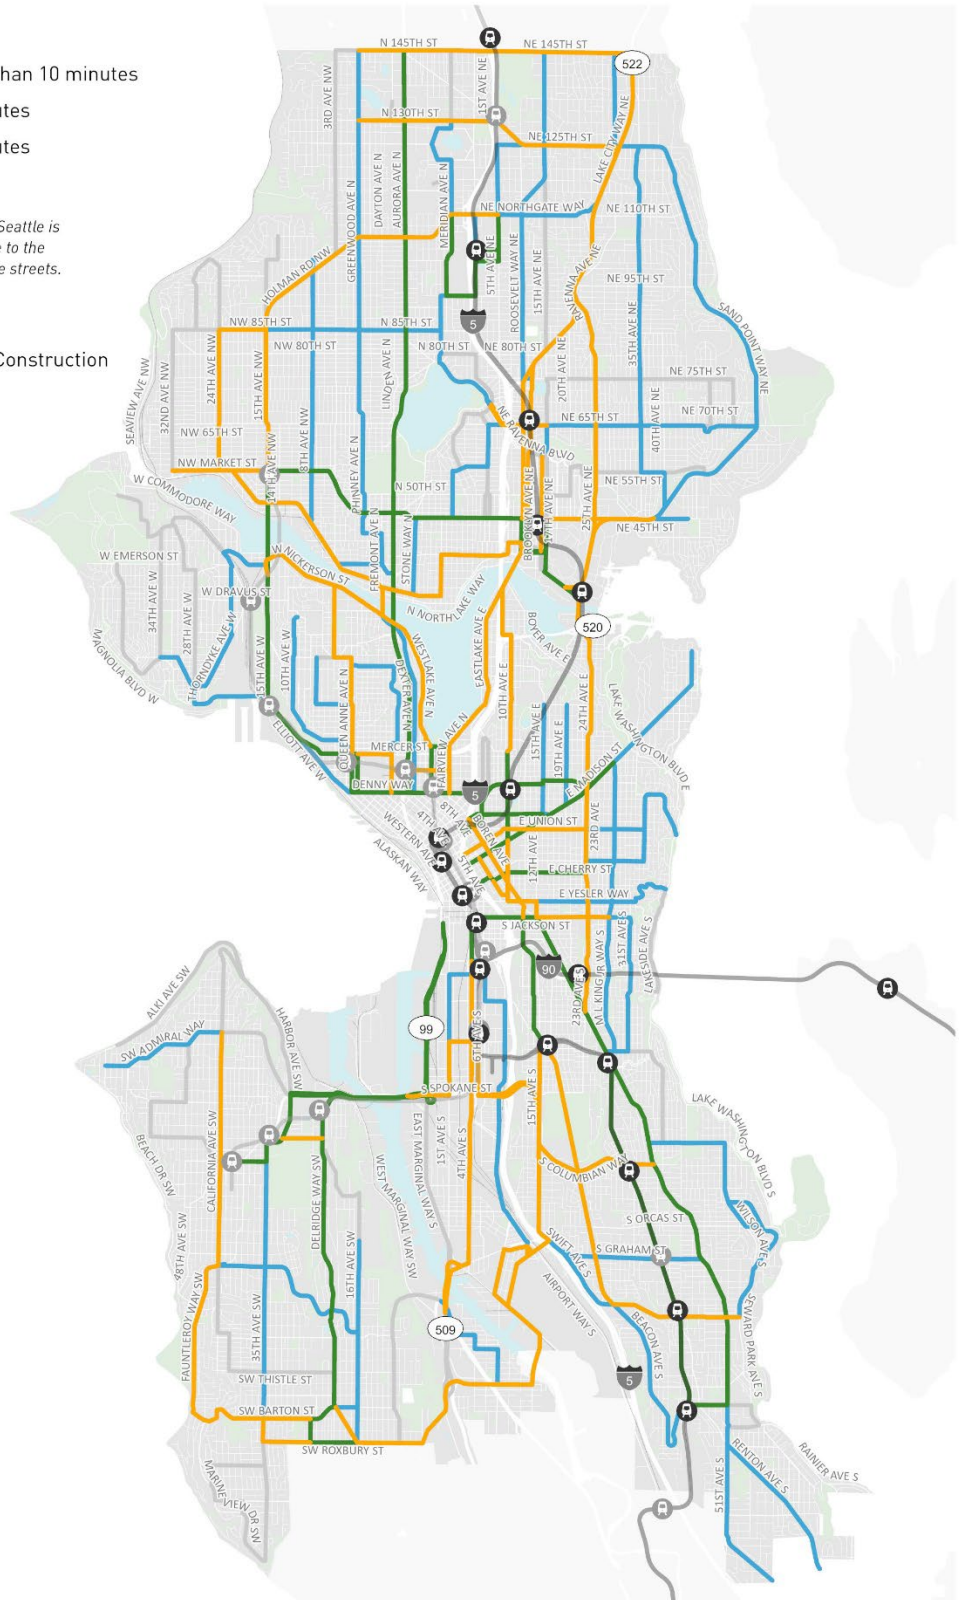 han 10 minutes
utes
utes
Seattle is
e to the
e streets.
Construction
N 145TH ST
NE 145TH ST
522
3RD AVE NW
1ST AVE NE
N 130TH ST
NE 125TH ST
LAKE CITY WAY NE
DAYTON AVE N
AURORA AVE N
GREENWOOD AVE N
MERIDIAN AVE N
NE NORTHGATE WAY
NE 110TH ST
HOLMAN RD NW
5TH AVE NE
ROOSEVELT WAY NE
15TH AVE NE
RAVENNA AVE NE
NE 95TH ST
SAND POINT WAY NE
NW 85TH ST
N 85TH ST
5
NW 80TH ST
N 80TH ST
NE 80TH ST
35TH AVE NE
SEAVIEW AVE NW
32ND AVE NW
24TH AVE NW
15TH AVE NW
LINDEN AVE N
20TH AVE NE
NE 75TH ST
NW 65TH ST
8TH AVE NW
NE RAVENNA BLVD
NE 65TH ST
40TH AVE NE
NE 70TH ST
NW MARKET ST
14TH AVE NW
PHINNEY AVE N
N 50TH ST
NE 55TH ST
W COMMODORE WAY
BROOKLYN AVE NE
17TH AVE NE
25TH AVE NE
NE 45TH ST
W EMERSON ST
W NICKERSON ST
FREMONT AVE N
STONE WAY N
34TH AVE W
28TH AVE W
W DRAVUS ST
N NORTHLAKE WAY
MAGNOLIA BLVD W
THORNDYKE AVE W
15TH AVE W
10TH AVE W
QUEEN ANNE AVE N
DEXTER AVE N
WESTLAKE AVE N
EASTLAKE AVE E
10TH AVE E
BOYER AVE E
520
24TH AVE E
LAKE WASHINGTON BLVD E
15TH AVE E
19TH AVE E
ELLIOTT AVE W
MERCER ST
FAIRVIEW AVE N
E MADISON ST
DENNY WAY
5
WESTERN AVE
4TH AVE
8TH AVE
BOREN AVE
E UNION ST
23RD AVE
ALASKAN WAY
5TH AVE
12TH AVE
E CHERRY ST
E YESLER WAY
S JACKSON ST
31ST AVE S
LAKESIDE AVE S
M L KING JR WAY S
90
23RD AVE S
ALKI AVE SW
HARBOR AVE SW
99
6TH AVE S
SW ADMIRAL WAY
S SPOKANE ST
15TH AVE S
LAKE WASHINGTON BLVD S
BEACH DR SW
CALIFORNIA AVE SW
EAST MARGINAL WAY S
1ST AVE S
4TH AVE S
S COLUMBIAN WAY
DELRIDGE WAY SW
WEST MARGINAL WAY SW
S ORCAS ST
WILSON AVE S
48TH AVE SW
16TH AVE SW
SWIFT AVE S
S GRAHAM ST
FAUNTLEROY WAY SW
35TH AVE SW
509
AIRPORT WAY S
BEACON AVE S
SEWARD PARK AVE S
5
SW THISTLE ST
SW BARTON ST
SW ROXBURY ST
MARINE VIEW DR SW
51ST AVE S
RENTON AVE S
RAINIER AVE S